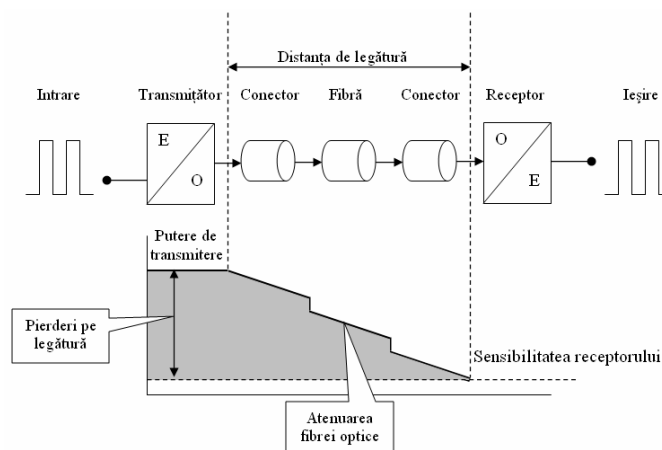 Distanța de legătură
Intrare
Transmițător
Conector
Fibră
Conector
Receptor
Ieșire
E
O
O
E
Putere de
transmitere
Pierderi pe
legătură
Sensibilitatea receptorului
Atenuarea
fibrei optice